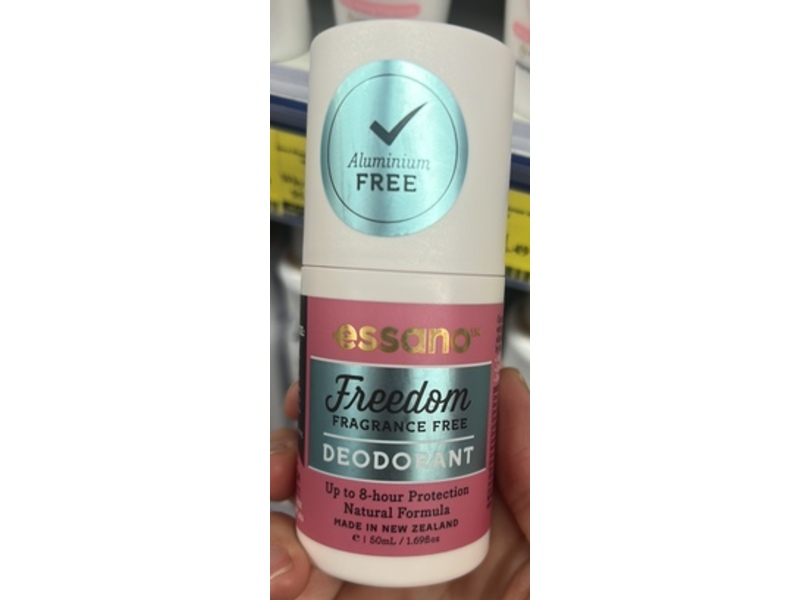 Aluminium
FREE
essano
Freedom
FRAGRANCE FREE
DEODORANT
Up to 8-hour Protection
Natural Formula
MADE IN NEW ZEALAND
e | 50mL / 1.69floz